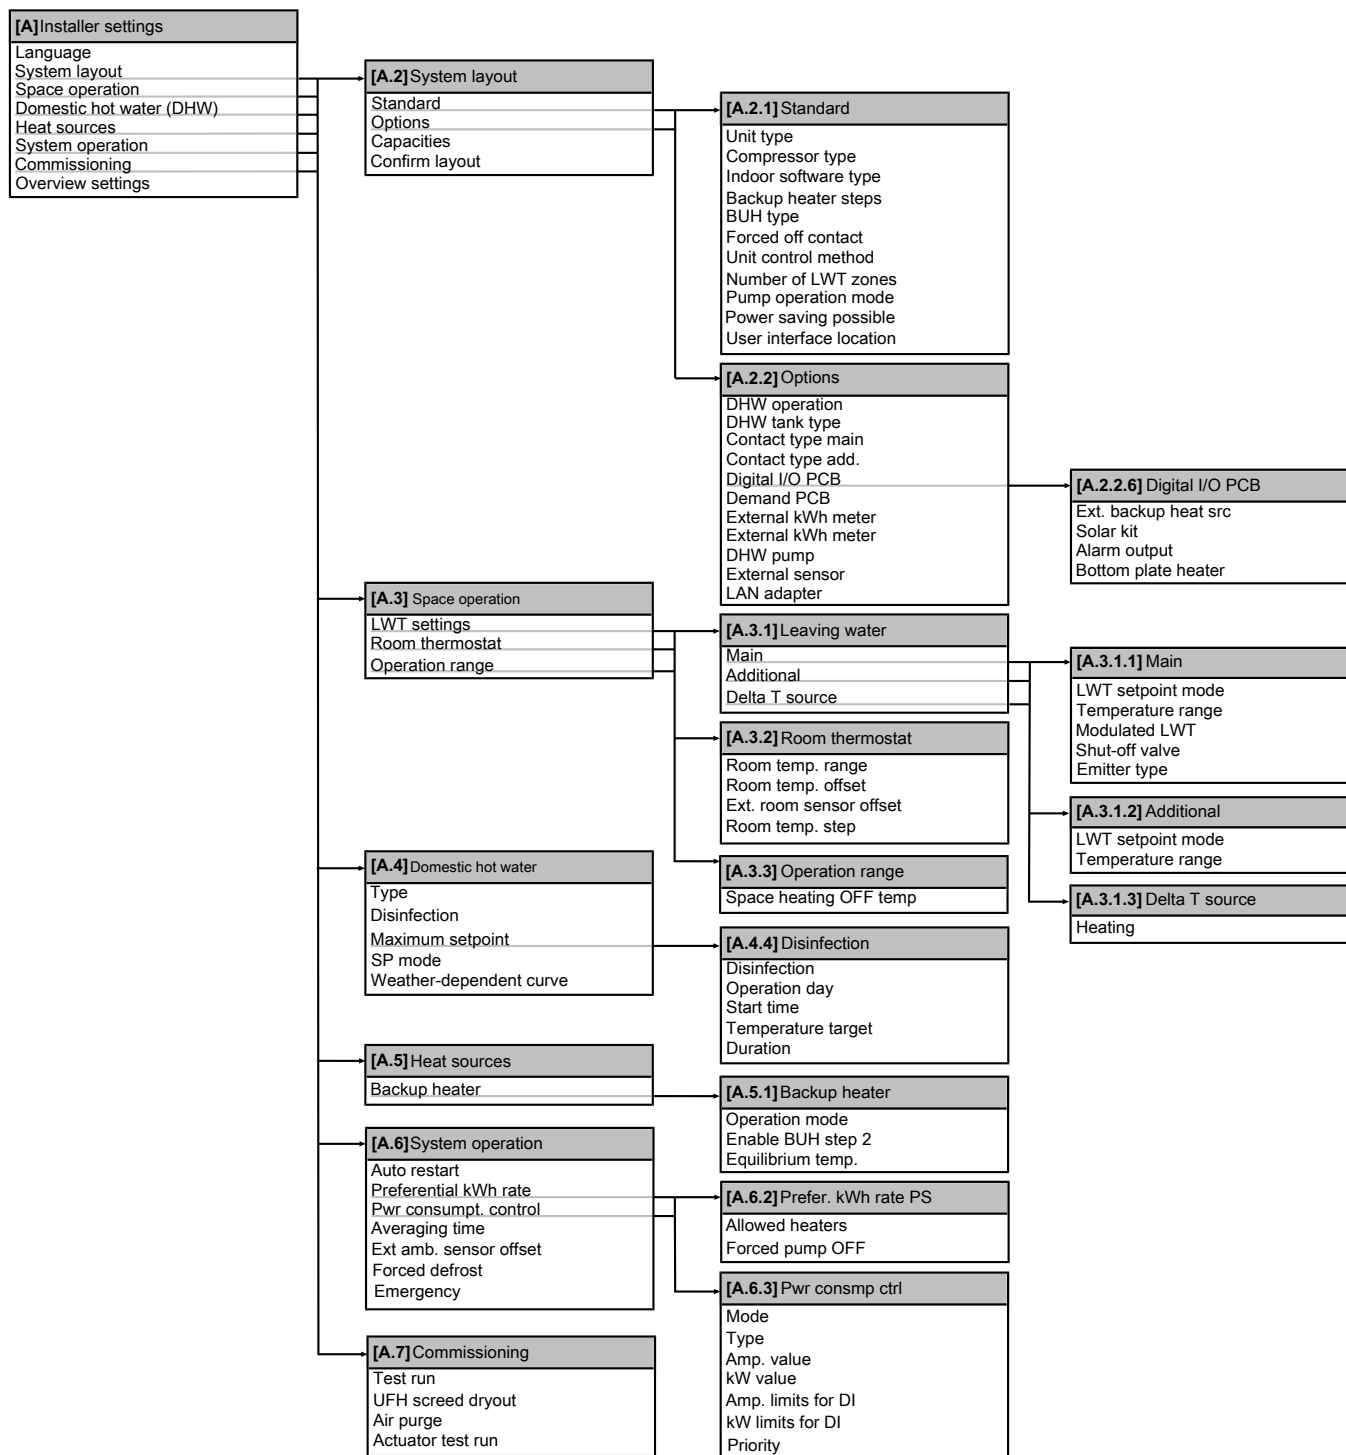 [A] Installer settings
Language
System layout
Space operation
Domestic hot water (DHW)
Heat sources
System operation
Commissioning
Overview settings
[A.2] System layout
Standard
Options
Capacities
Confirm layout
[A.2.1] Standard
Unit type
Compressor type
Indoor software type
Backup heater steps
BUH type
Forced off contact
Unit control method
Number of LWT zones
Pump operation mode
Power saving possible
User interface location
[A.2.2] Options
DHW operation
DHW tank type
Contact type main
Contact type add.
Digital I/O PCB
Demand PCB
External kWh meter
External kWh meter
DHW pump
External sensor
LAN adapter
[A.2.2.6] Digital I/O PCB
Ext. backup heat src
Solar kit
Alarm output
Bottom plate heater
[A.3] Space operation
LWT settings
Room thermostat
Operation range
[A.3.1] Leaving water
Main
Additional
Delta T source
[A.3.1.1] Main
LWT setpoint mode
Temperature range
Modulated LWT
Shut-off valve
Emitter type
[A.3.1.2] Additional
LWT setpoint mode
Temperature range
[A.3.1.3] Delta T source
Heating
[A.3.2] Room thermostat
Room temp. range
Room temp. offset
Ext. room sensor offset
Room temp. step
[A.3.3] Operation range
Space heating OFF temp
[A.4] Domestic hot water
Type
Disinfection
Maximum setpoint
SP mode
Weather-dependent curve
[A.4.4] Disinfection
Disinfection
Operation day
Start time
Temperature target
Duration
[A.5] Heat sources
Backup heater
[A.5.1] Backup heater
Operation mode
Enable BUH step 2
Equilibrium temp.
[A.6] System operation
Auto restart
Preferential kWh rate
Pwr consumpt. control
Averaging time
Ext amb. sensor offset
Forced defrost
Emergency
[A.6.2] Prefer. kWh rate PS
Allowed heaters
Forced pump OFF
[A.6.3] Pwr consmp ctrl
Mode
Type
Amp. value
kW value
Amp. limits for DI
kW limits for DI
Priority
[A.7] Commissioning
Test run
UFH screed dryout
Air purge
Actuator test run